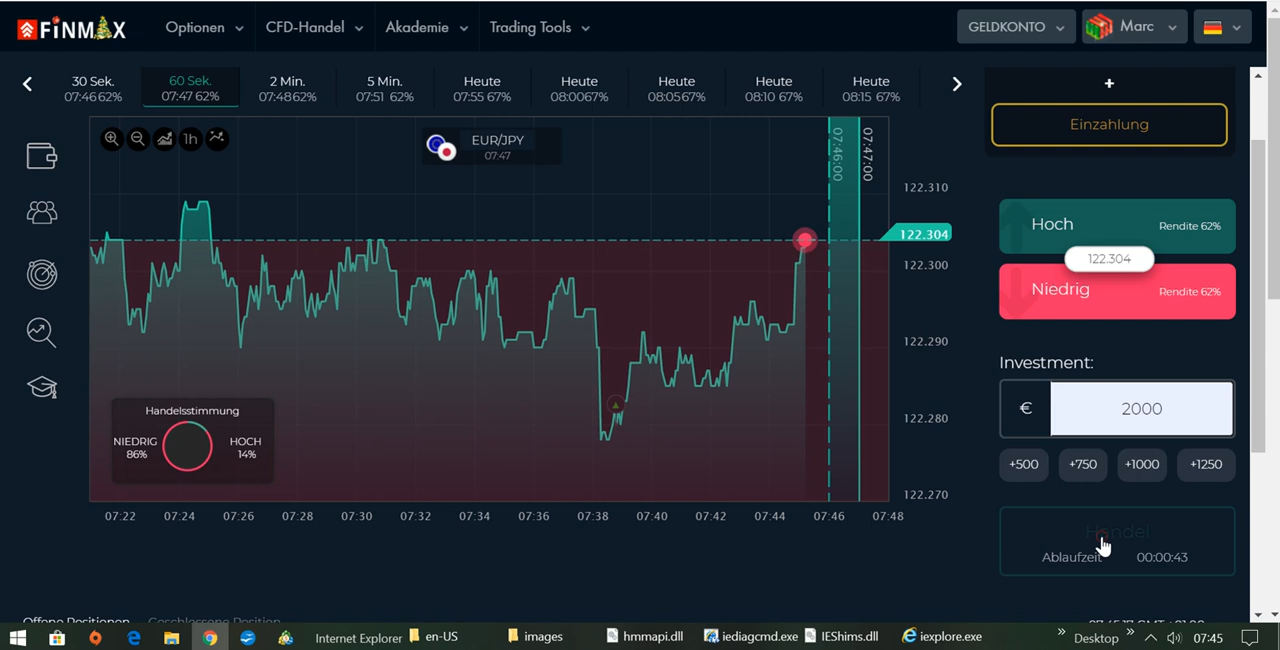 FiNMAX
Optionen
CFD-Handel
Akademie
Trading Tools
GELDKONTO
Marc
30 Sek.
07:46 62%
60 Sek.
07:47 62%
2 Min.
07:48 62%
5 Min.
07:51 62%
Heute
07:55 67%
Heute
08:00 67%
Heute
08:05 67%
Heute
08:10 67%
Heute
08:15 67%
+
Einzahlung
1h
EUR/JPY
07:47
07:46:00
07:47:00
122.310
122.304
122.300
122.290
122.280
122.270
Handelsstimmung
NIEDRIG
86%
HOCH
14%
07:22
07:24
07:26
07:28
07:30
07:32
07:34
07:36
07:38
07:40
07:42
07:44
07:46
07:48
Hoch
Rendite 62%
122.304
Niedrig
Rendite 62%
Investment:
€
2000
+500
+750
+1000
+1250
Handel
Ablaufzeit 00:00:43
Offene Positionen
Geschlossene Position
Internet Explorer
en-US
images
hmmapi.dll
iediagcmd.exe
IEShims.dll
iexplore.exe
Desktop
07:45